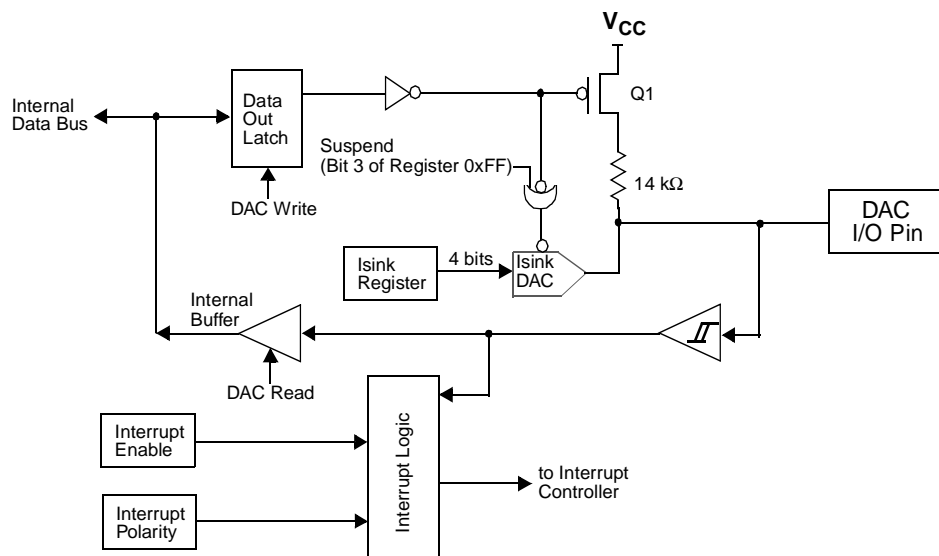 VCC
Q1
Data
Out
Latch
Internal
Data Bus
Suspend
(Bit 3 of Register 0xFF)
14 kΩ
DAC Write
DAC
I/O Pin
4 bits
Isink
DAC
Isink
Register
Internal
Buffer
DAC Read
Interrupt Logic
Interrupt
Enable
to Interrupt
Controller
Interrupt
Polarity